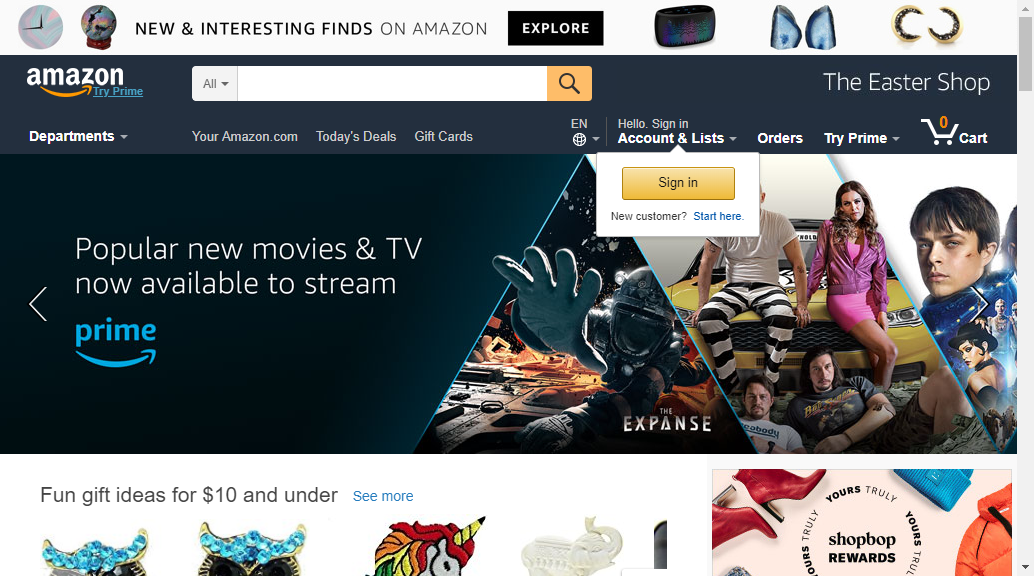 NEW & INTERESTING FINDS ON AMAZON EXPLORE
amazon
Try Prime
All
The Easter Shop
Departments
Your Amazon.com Today's Deals Gift Cards
EN
Hello. Sign in
Account & Lists
Orders
Try Prime
0
Cart
Sign in
New customer? Start here.
Popular new movies & TV
now available to stream
prime
THE
EXPANSE
Fun gift ideas for $10 and under See more
YOURS TRULY
shopbop
REWARDS
YOURS TRULY
YOURS TRULY